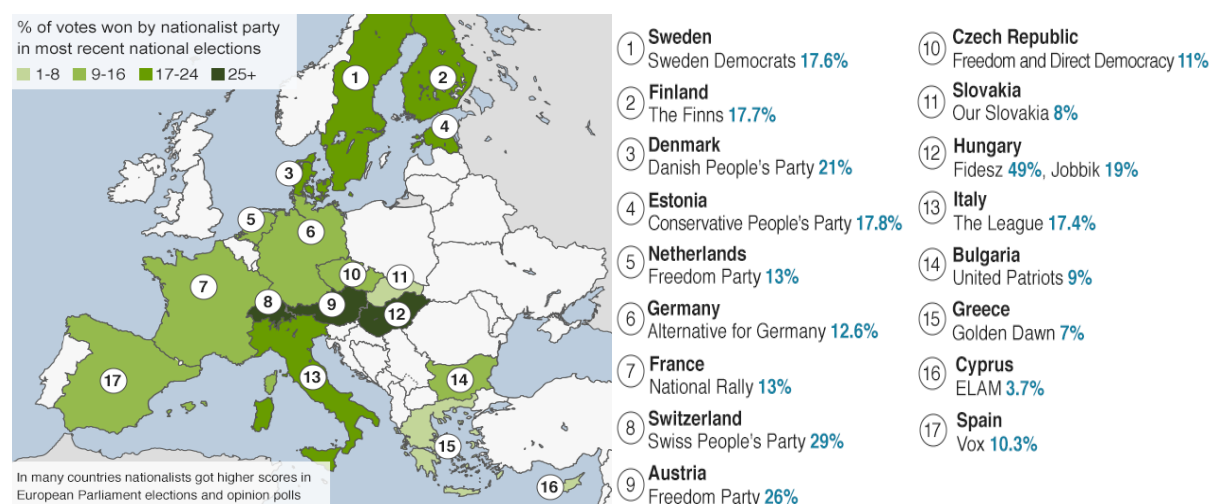 % of votes won by nationalist party
in most recent national elections
1-8 9-16 17-24 25+
1
2
3
4
5
6
7
8
9
10
11
12
13
14
15
16
17
In many countries nationalists got higher scores in
European Parliament elections and opinion polls
1 Sweden
Sweden Democrats 17.6%
2 Finland
The Finns 17.7%
3 Denmark
Danish People's Party 21%
4 Estonia
Conservative People's Party 17.8%
5 Netherlands
Freedom Party 13%
6 Germany
Alternative for Germany 12.6%
7 France
National Rally 13%
8 Switzerland
Swiss People's Party 29%
9 Austria
Freedom Party 26%
10 Czech Republic
Freedom and Direct Democracy 11%
11 Slovakia
Our Slovakia 8%
12 Hungary
Fidesz 49%, Jobbik 19%
13 Italy
The League 17.4%
14 Bulgaria
United Patriots 9%
15 Greece
Golden Dawn 7%
16 Cyprus
ELAM 3.7%
17 Spain
Vox 10.3%